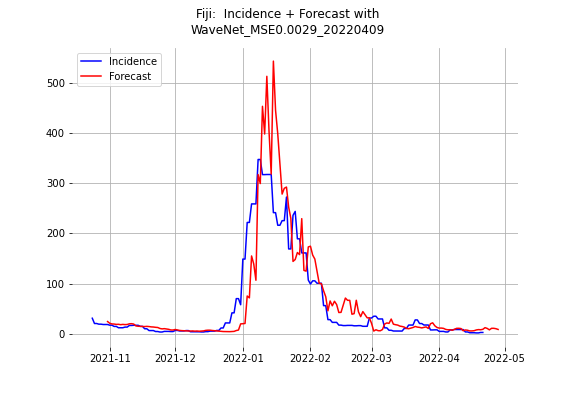 Fiji:  Incidence + Forecast with
WaveNet_MSE0.0029_20220409
Incidence
Forecast
500
400
300
200
100
0
2021-11 2021-12 2022-01 2022-02 2022-03 2022-04 2022-05